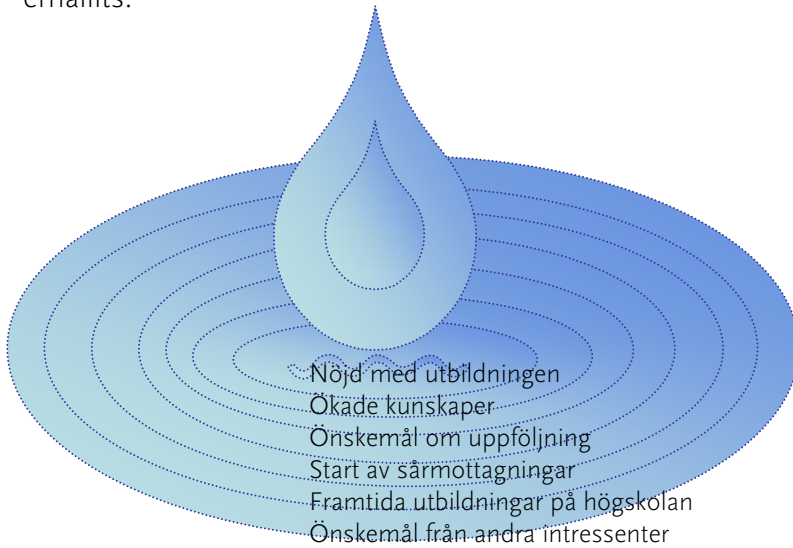 Nöjd med utbildningen
Ökade kunskaper
Önskemål om uppföljning
Start av sårmottagningar
Framtida utbildningar på högskolan
Önskemål från andra intressenter